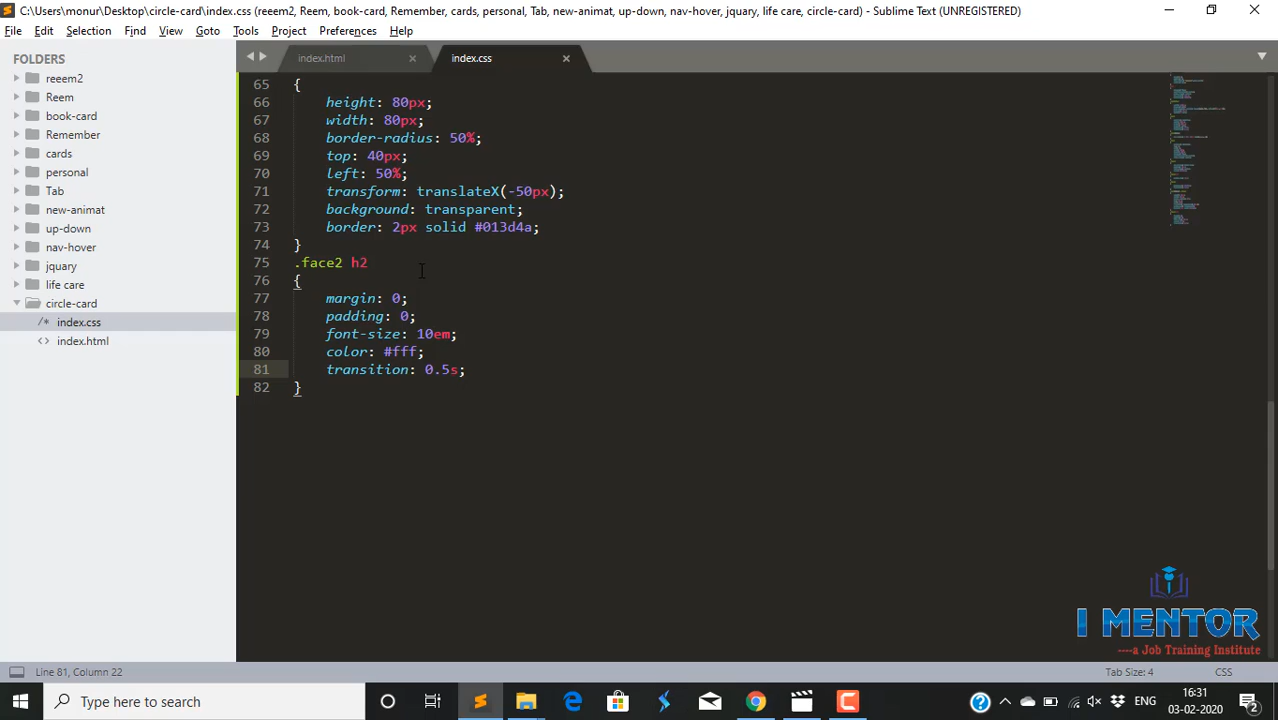 C:\Users\monur\Desktop\circle-card\index.css (reeem2, Reem, book-card, Remembe, cards, personal, Tab, new-animat, up-down, nav-hover, jquary, life care, circle-card) - Sublime Text (UNREGISTERED)
File Edit Selection Find View Goto Tools Project Preferences Help
FOLDERS
reeem2
Reem
book-card
Remember
cards
personal
Tab
new-animat
up-down
nav-hover
jquary
life care
circle-card
/* index.css
<> index.html
index.html × index.css ×
65 {
66 height: 80px;
67 width: 80px;
68 border-radius: 50%;
69 top: 40px;
70 left: 50%;
71 transform: translateX(-50px);
72 background: transparent;
73 border: 2px solid #013d4a;
74 }
75 .face2 h2
76 {
77 margin: 0;
78 padding: 0;
79 font-size: 10em;
80 color: #fff;
81 transition: 0.5s;
82 }
I MENTOR
----a Job Training Institute
Line 81, Column 22 Tab Size: 4 CSS
Type here to search
ENG
16:31
03-02-2020
2